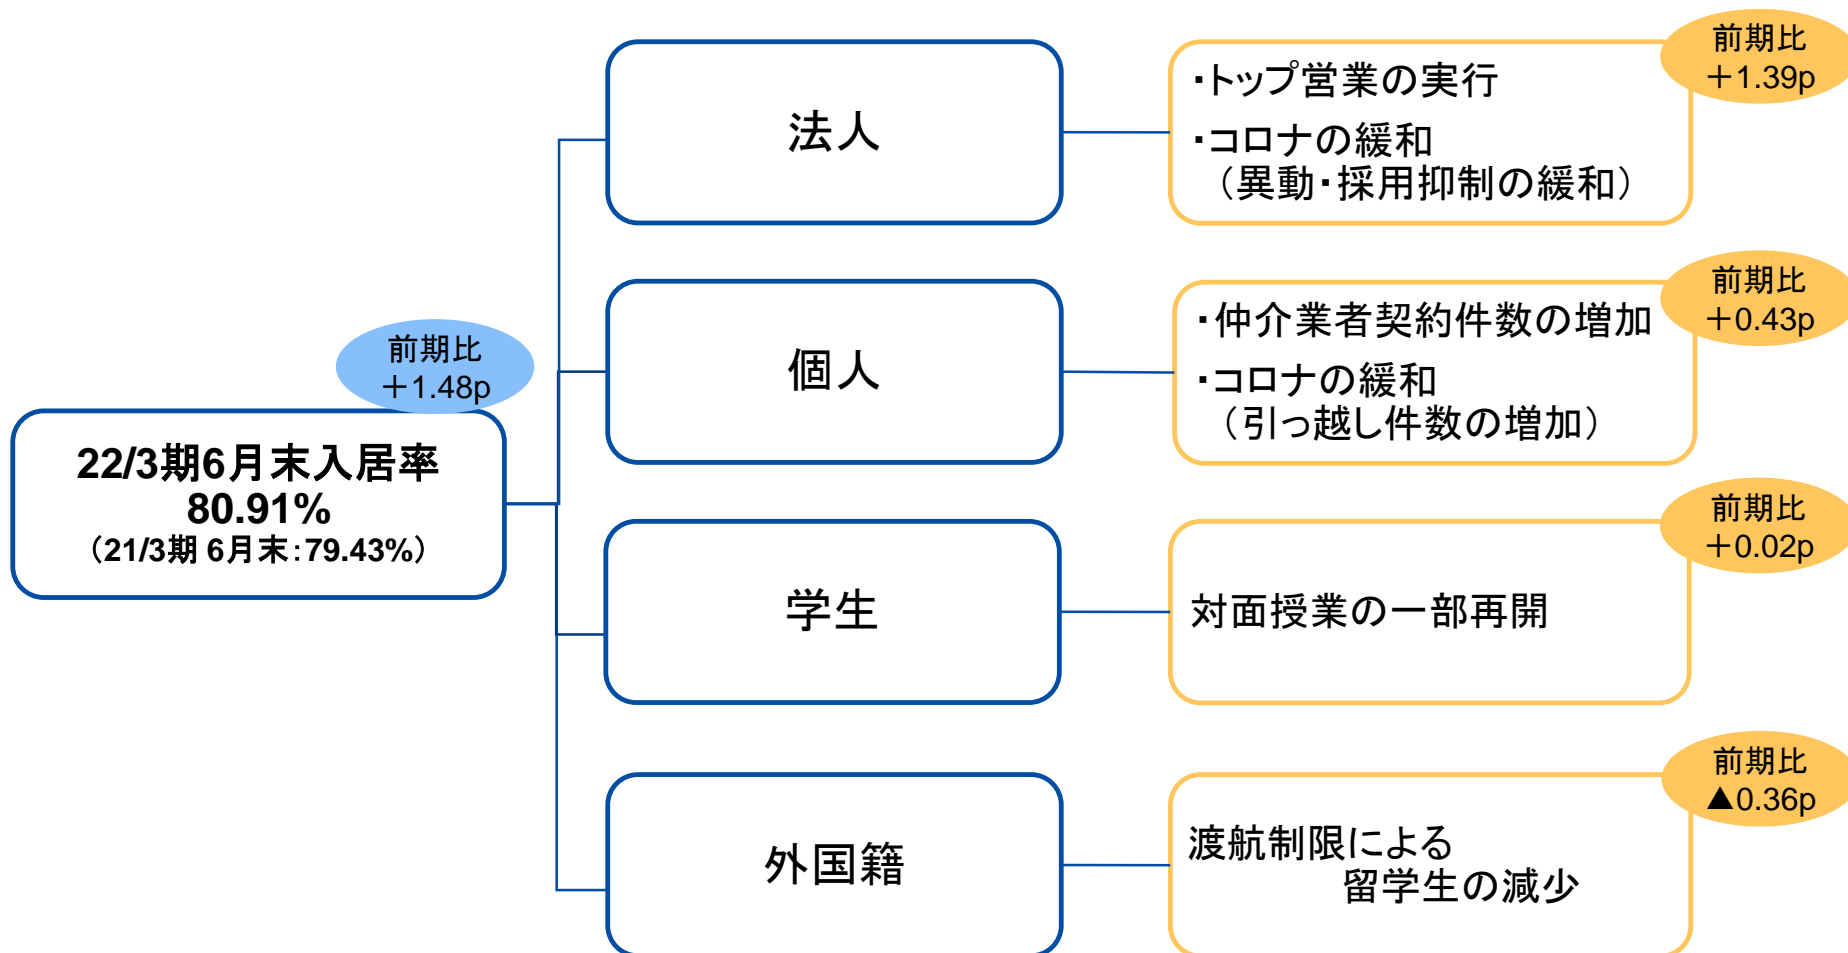 前期比
+1.48p
22/3期6月末入居率
80.91%
（21/3期 6月末：79.43%）
法人
前期比
+1.39p
・トップ営業の実行
・コロナの緩和
（異動・採用抑制の緩和）
個人
前期比
+0.43p
・仲介業者契約件数の増加
・コロナの緩和
（引っ越し件数の増加）
学生
前期比
+0.02p
対面授業の一部再開
外国籍
前期比
▲0.36p
渡航制限による
留学生の減少